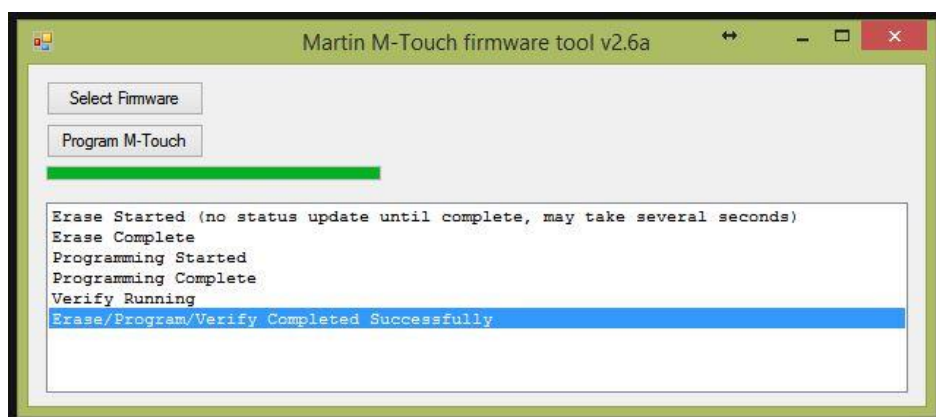 Martin M-Touch firmware tool v2.6a
Select Firmware
Program M-Touch
Erase Started (no status update until complete, may take several seconds)
Erase Complete
Programming Started
Programming Complete
Verify Running
Erase/Program/Verify Completed Successfully